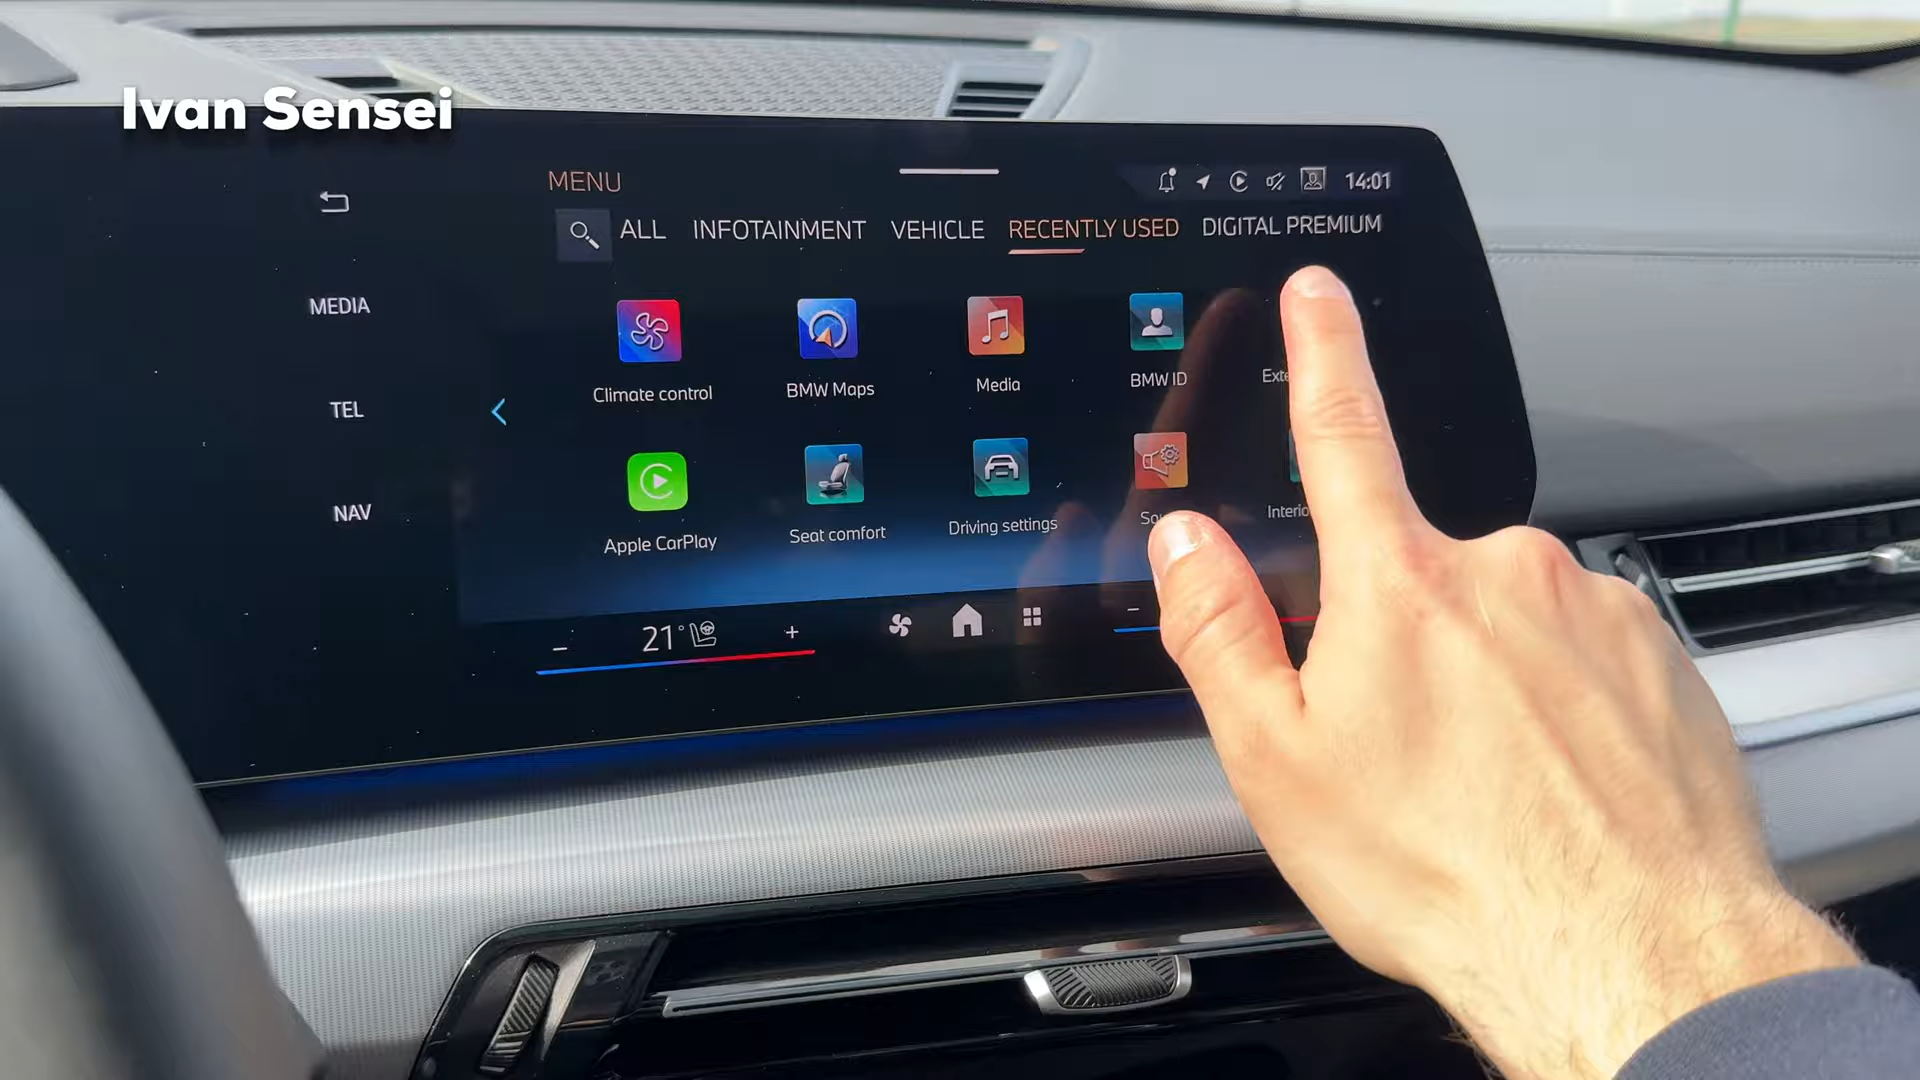 Ivan Sensei
MENU
14:01
ALL INFOTAINMENT VEHICLE RECENTLY USED DIGITAL PREMIUM
MEDIA
TEL
NAV
Climate control
BMW Maps
Media
BMW ID
Apple CarPlay
Seat comfort
Driving settings
− 21° +
−